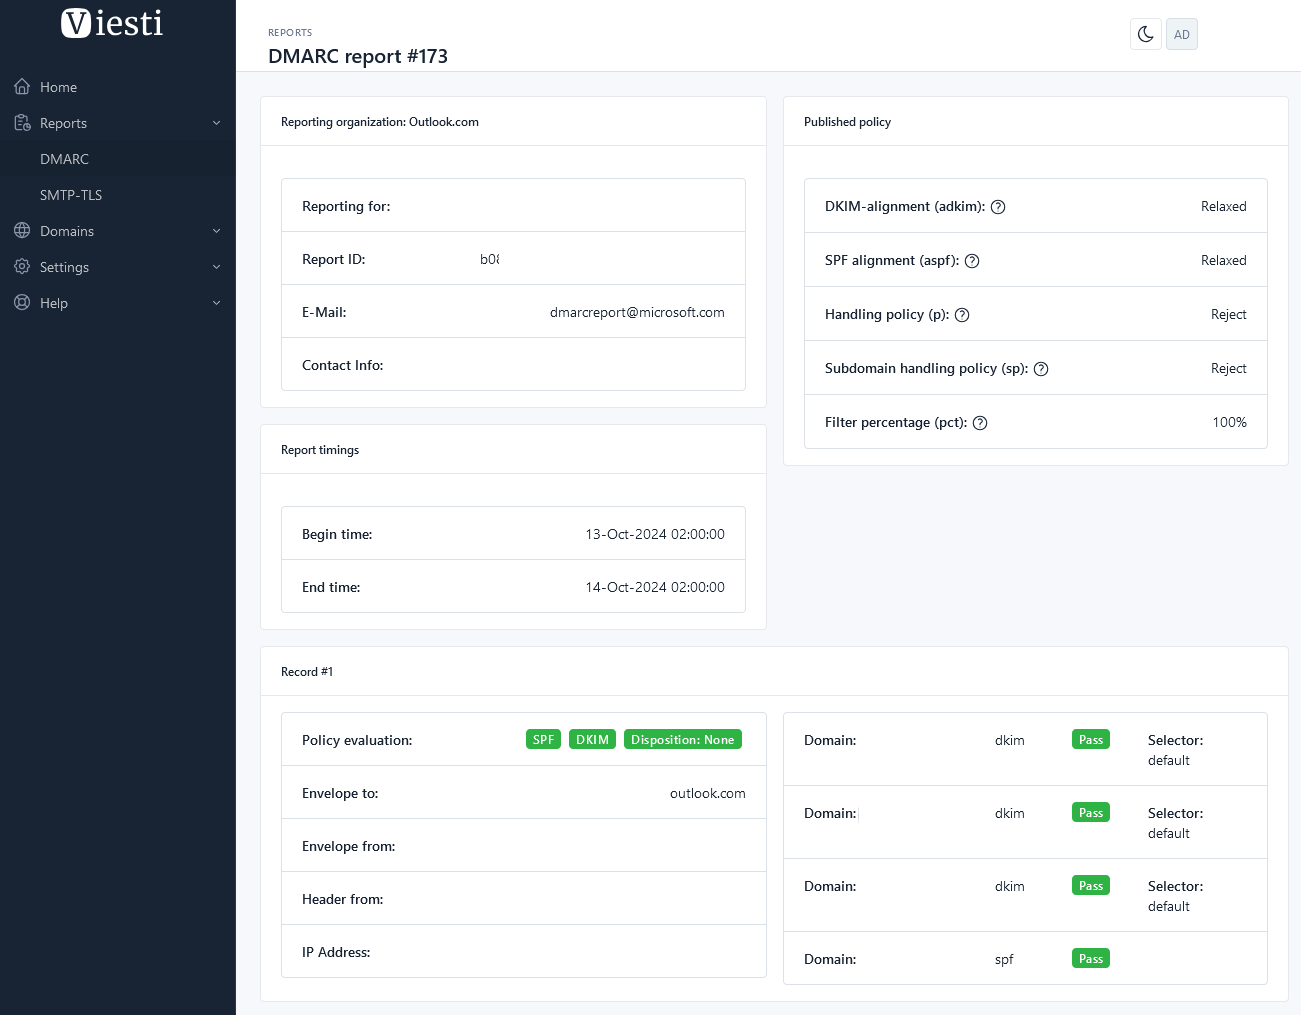 Viesti
Home
Reports
DMARC
SMTP-TLS
Domains
Settings
Help
REPORTS
DMARC report #173
AD
Reporting organization: Outlook.com
Reporting for:
Report ID: b08
E-Mail: dmarcreport@microsoft.com
Contact Info:
Report timings
Begin time: 13-Oct-2024 02:00:00
End time: 14-Oct-2024 02:00:00
Published policy
DKIM-alignment (adkim): Relaxed
SPF alignment (aspf): Relaxed
Handling policy (p): Reject
Subdomain handling policy (sp): Reject
Filter percentage (pct): 100%
Record #1
Policy evaluation: SPF DKIM Disposition: None
Envelope to: outlook.com
Envelope from:
Header from:
IP Address:
Domain: dkim Pass Selector:
default
Domain: dkim Pass Selector:
default
Domain: dkim Pass Selector:
default
Domain: spf Pass